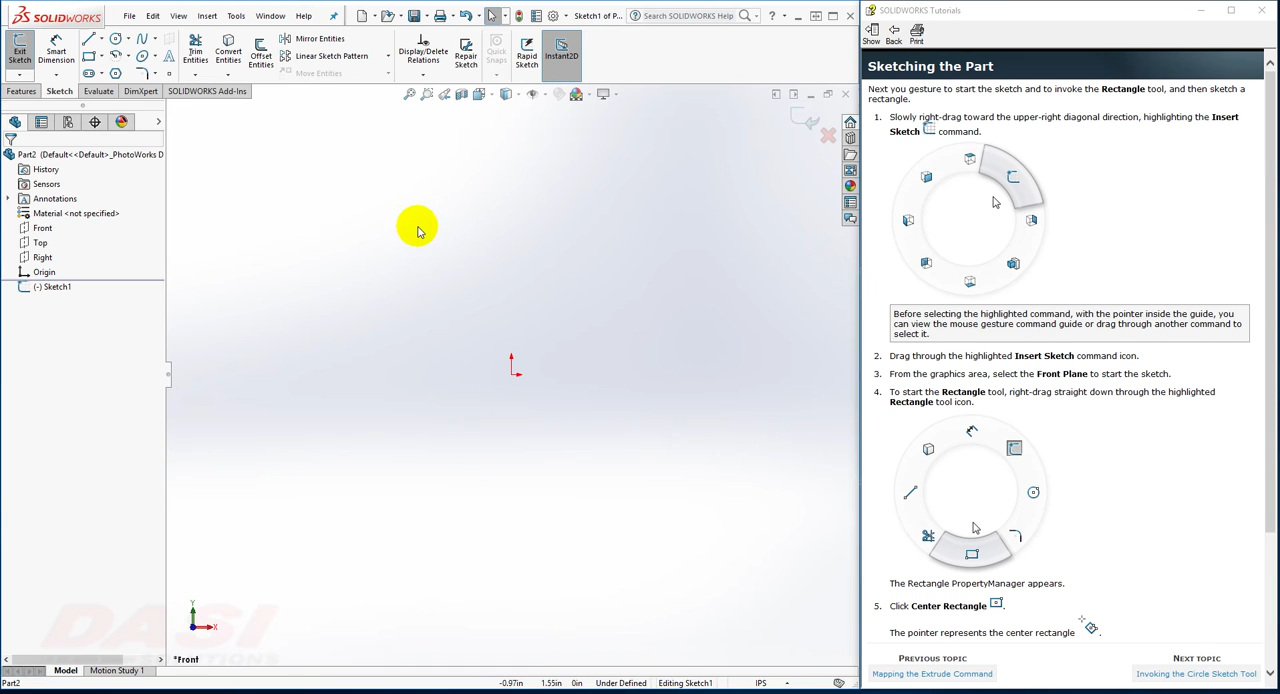 SOLIDWORKS
File Edit View Insert Tools Window Help
Sketch1 of P...
Search SOLIDWORKS Help
Exit Sketch
Smart Dimension
Trim Entities
Convert Entities
Offset Entities
Mirror Entities
Linear Sketch Pattern
Move Entities
Display/Delete Relations
Repair Sketch
Quick Snaps
Rapid Sketch
Instant2D
Features Sketch Evaluate DimXpert SOLIDWORKS Add-Ins
Part2 (Default<<Default>_PhotoWorks D
History
Sensors
Annotations
Material <not specified>
Front
Top
Right
Origin
(-) Sketch1
Y
X
DASI
*Front
Model Motion Study 1
Part2
-0.97in 1.55in 0in Under Defined Editing Sketch1 IPS
SOLIDWORKS Tutorials
Show Back Print
Sketching the Part
Next you gesture to start the sketch and to invoke the Rectangle tool, and then sketch a
rectangle.
1. Slowly right-drag toward the upper-right diagonal direction, highlighting the Insert
Sketch command.
Before selecting the highlighted command, with the pointer inside the guide, you
can view the mouse gesture command guide or drag through another command to
select it.
2. Drag through the highlighted Insert Sketch command icon.
3. From the graphics area, select the Front Plane to start the sketch.
4. To start the Rectangle tool, right-drag straight down through the highlighted
Rectangle tool icon.
The Rectangle PropertyManager appears.
5. Click Center Rectangle .
The pointer represents the center rectangle .
PREVIOUS TOPIC
Mapping the Extrude Command
NEXT TOPIC
Invoking the Circle Sketch Tool